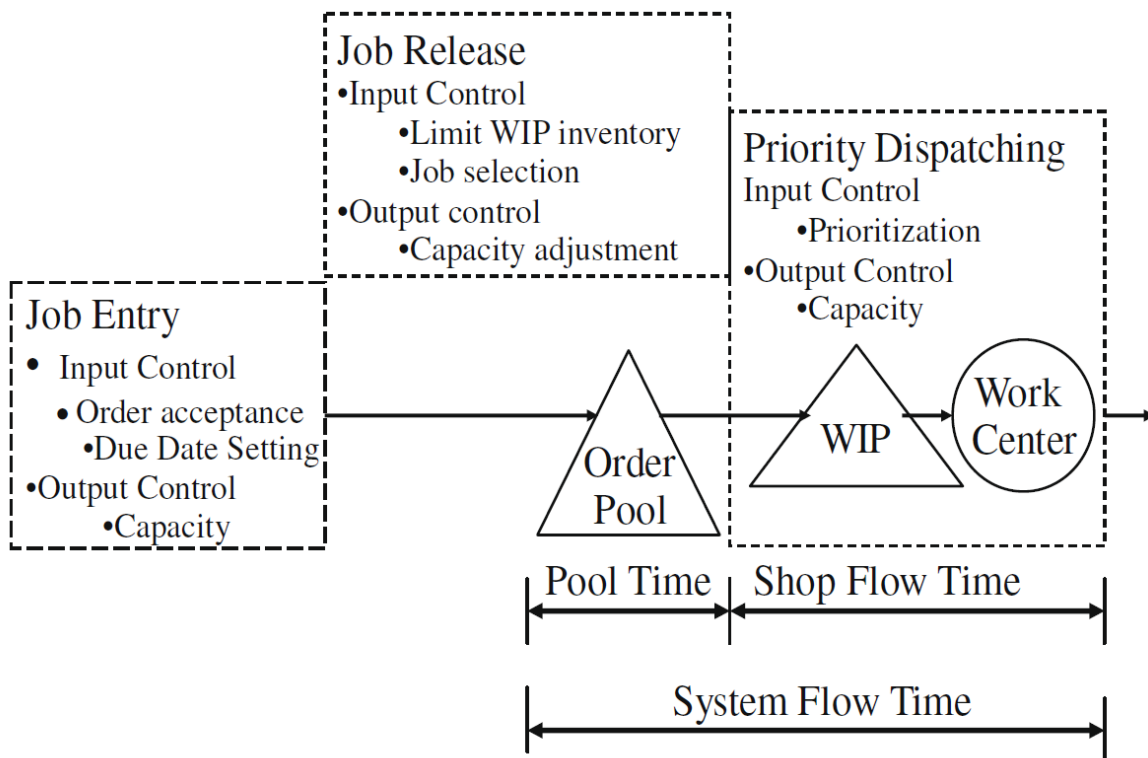 Job Release
•Input Control
•Limit WIP inventory
•Job selection
•Output control
•Capacity adjustment
Priority Dispatching
Input Control
•Prioritization
•Output Control
•Capacity
Job Entry
• Input Control
• Order acceptance
•Due Date Setting
•Output Control
•Capacity
Order
Pool
WIP
Work
Center
Pool Time
Shop Flow Time
System Flow Time